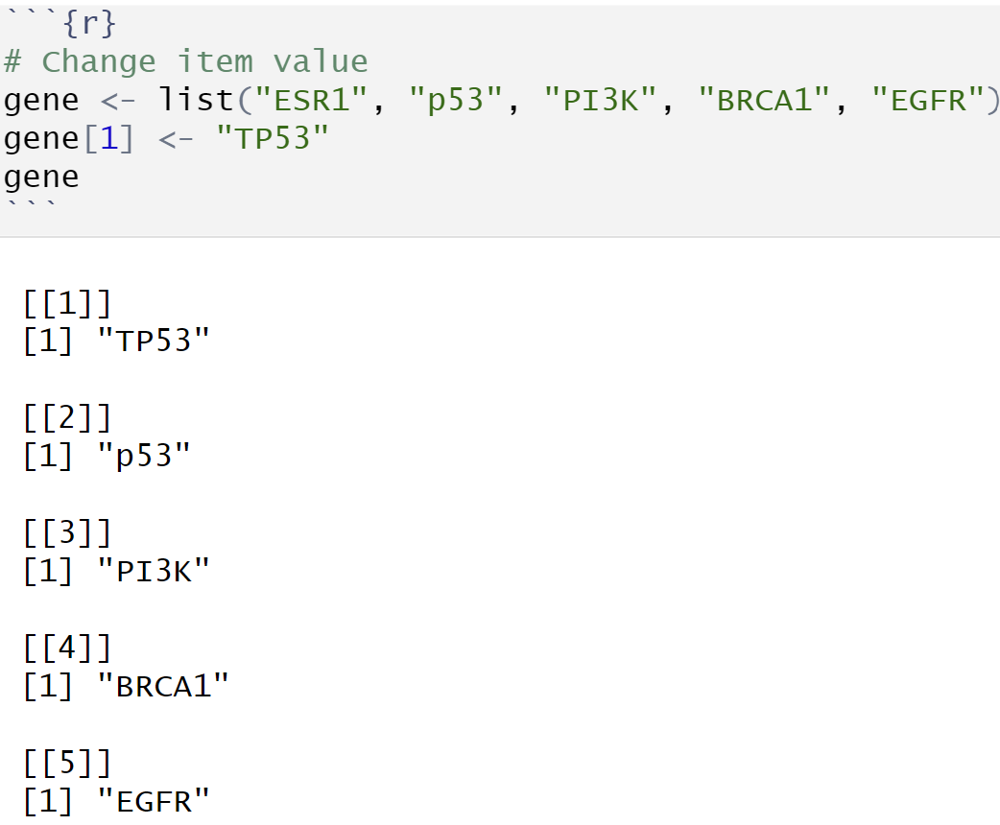 ```{r}
# Change item value
gene <- list("ESR1", "p53", "PI3K", "BRCA1", "EGFR")
gene[1] <- "TP53"
gene
```
[[1]]
[1] "TP53"
[[2]]
[1] "p53"
[[3]]
[1] "PI3K"
[[4]]
[1] "BRCA1"
[[5]]
[1] "EGFR"